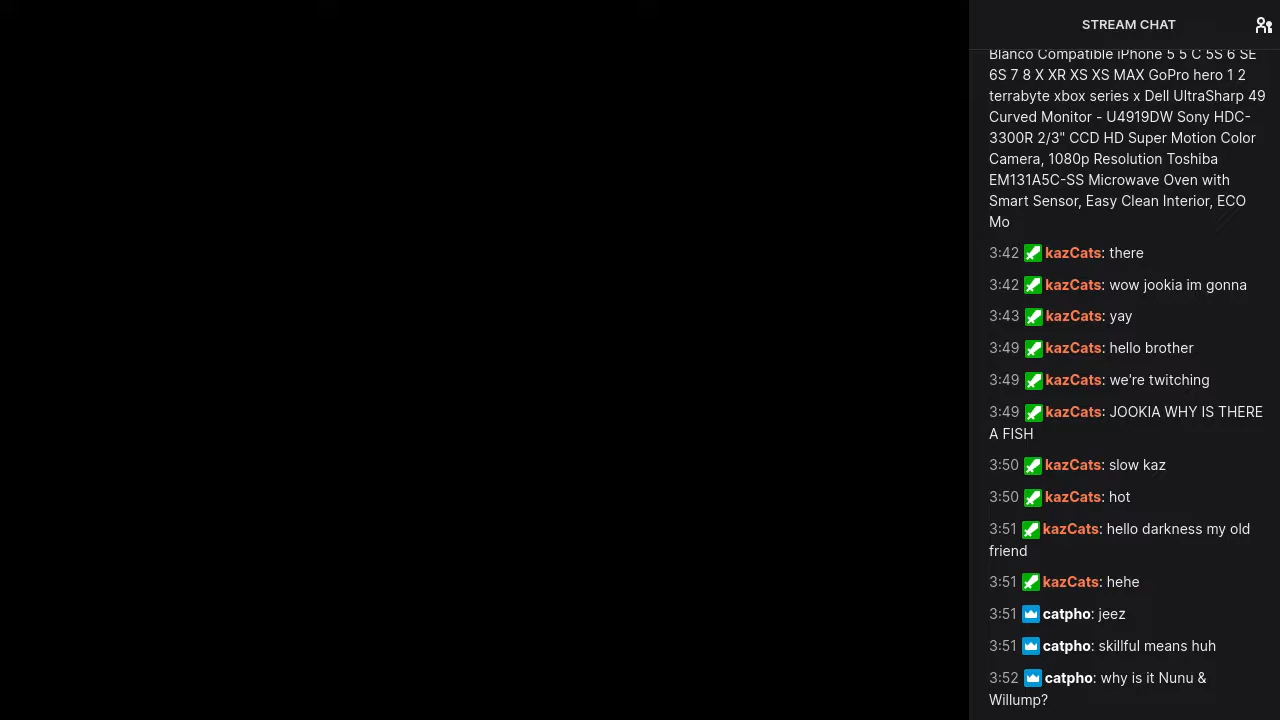 STREAM CHAT
Blanco Compatible iPhone 5 5 C 5S 6 SE
6S 7 8 X XR XS XS MAX GoPro hero 1 2
terrabyte xbox series x Dell UltraSharp 49
Curved Monitor - U4919DW Sony HDC-
3300R 2/3" CCD HD Super Motion Color
Camera, 1080p Resolution Toshiba
EM131A5C-SS Microwave Oven with
Smart Sensor, Easy Clean Interior, ECO
Mo
3:42 kazCats: there
3:42 kazCats: wow jookia im gonna
3:43 kazCats: yay
3:49 kazCats: hello brother
3:49 kazCats: we're twitching
3:49 kazCats: JOOKIA WHY IS THERE
A FISH
3:50 kazCats: slow kaz
3:50 kazCats: hot
3:51 kazCats: hello darkness my old
friend
3:51 kazCats: hehe
3:51 catpho: jeez
3:51 catpho: skillful means huh
3:52 catpho: why is it Nunu &
Willump?